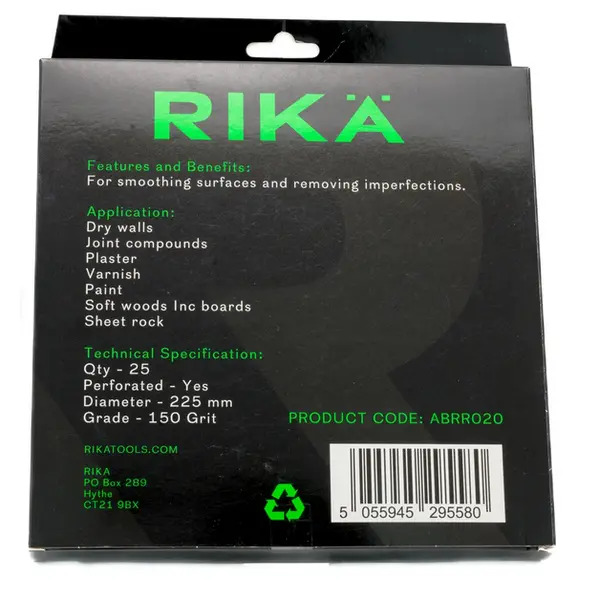 RIKÄ
Features and Benefits:
For smoothing surfaces and removing imperfections.
Application:
Dry walls
Joint compounds
Plaster
Varnish
Paint
Soft woods Inc boards
Sheet rock
Technical Specification:
Qty - 25
Perforated - Yes
Diameter - 225 mm
Grade - 150 Grit
PRODUCT CODE: ABRR020
RIKATOOLS.COM
RIKA
PO Box 289
Hythe
CT21 9BX
5 055945 295580